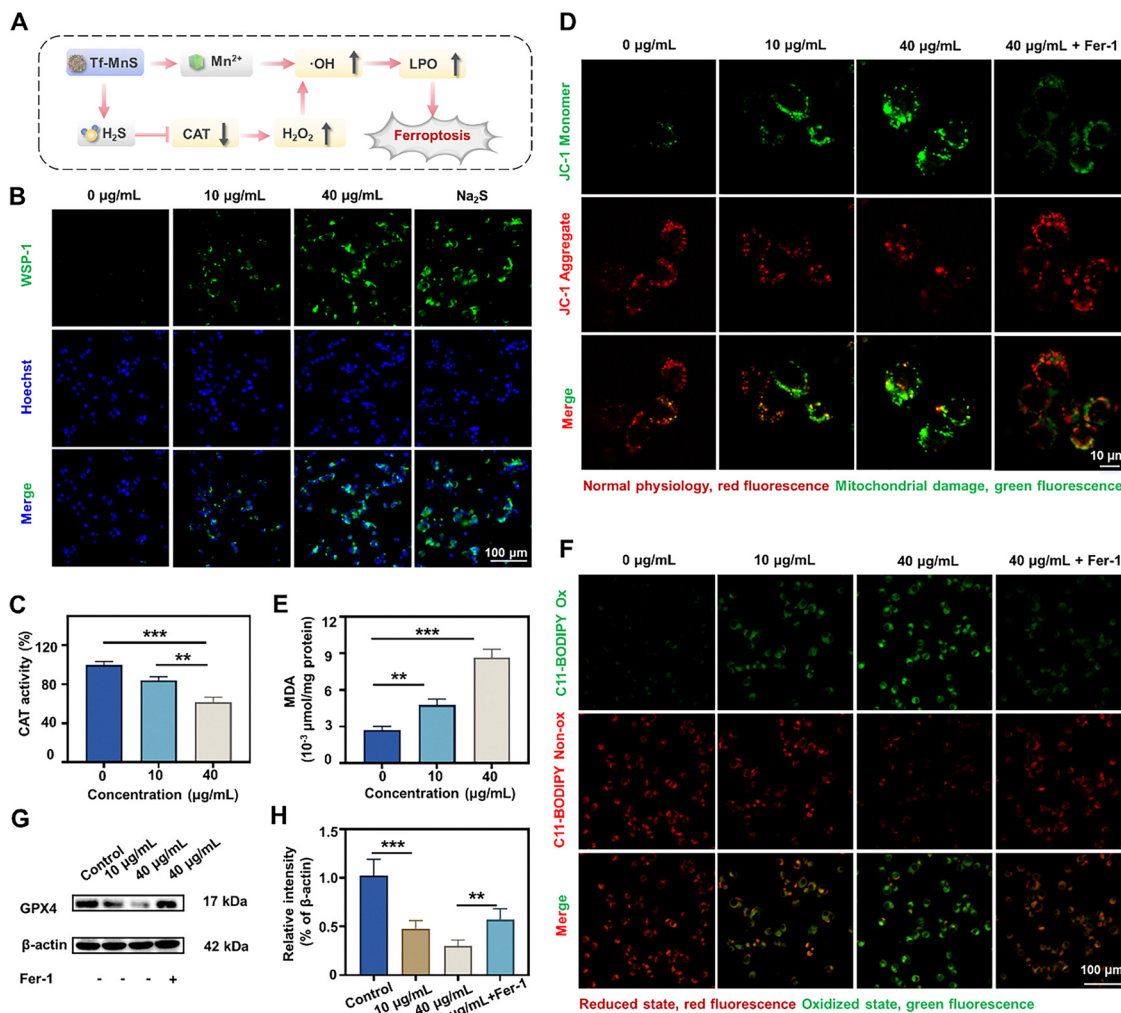 A
Tf-MnS
Mn²⁺
·OH
LPO
H₂S
CAT
H₂O₂
Ferroptosis
B
0 μg/mL
10 μg/mL
40 μg/mL
Na₂S
WSP-1
Hoechst
Merge
100 μm
C
CAT activity (%)
120
80
40
0
***
**
0
10
40
Concentration (μg/mL)
E
MDA
(10⁻³ μmol/mg protein)
12
9
6
3
0
***
**
0
10
40
Concentration (μg/mL)
G
Control
10 μg/mL
40 μg/mL
40 μg/mL
GPX4
17 kDa
β-actin
42 kDa
Fer-1
- - - +
H
Relative intensity
(% of β-actin)
1.5
1.0
0.5
0
***
**
Control
10 μg/mL
40 μg/mL
μg/mL+Fer-1
D
0 μg/mL
10 μg/mL
40 μg/mL
40 μg/mL + Fer-1
JC-1 Monomer
JC-1 Aggregate
Merge
10 μm
Normal physiology, red fluorescence Mitochondrial damage, green fluorescence
F
0 μg/mL
10 μg/mL
40 μg/mL
40 μg/mL + Fer-1
C11-BODIPY Ox
C11-BODIPY Non-ox
Merge
100 μm
Reduced state, red fluorescence Oxidized state, green fluorescence